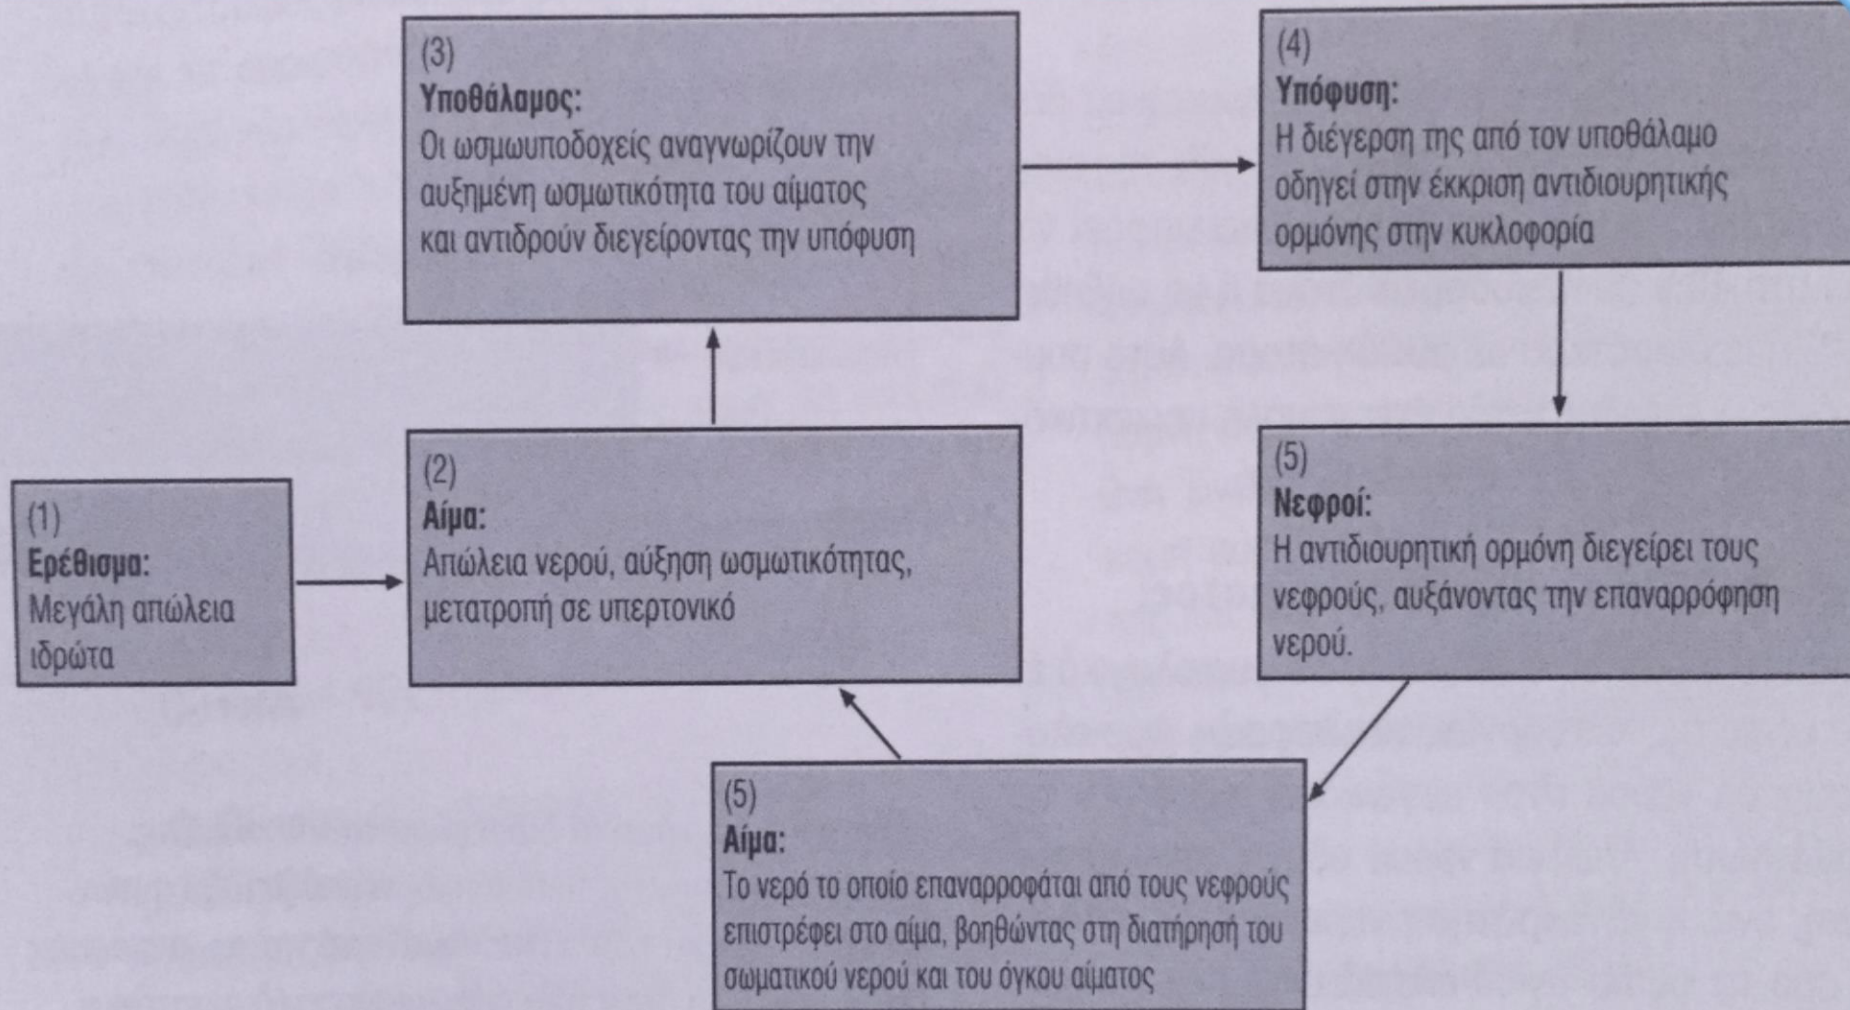 (1)
Ερέθισμα:
Μεγάλη απώλεια
ιδρώτα
(2)
Αίμα:
Απώλεια νερού, αύξηση ωσμωτικότητας,
μετατροπή σε υπερτονικό
(3)
Υποθάλαμος:
Οι ωσμωυποδοχείς αναγνωρίζουν την
αυξημένη ωσμωτικότητα του αίματος
και αντιδρούν διεγείροντας την υπόφυση
(4)
Υπόφυση:
Η διέγερση της από τον υποθάλαμο
οδηγεί στην έκκριση αντιδιουρητικής
ορμόνης στην κυκλοφορία
(5)
Νεφροί:
Η αντιδιουρητική ορμόνη διεγείρει τους
νεφρούς, αυξάνοντας την επαναρρόφηση
νερού.
(5)
Αίμα:
Το νερό το οποίο επαναρροφάται από τους νεφρούς
επιστρέφει στο αίμα, βοηθώντας στη διατήρησή του
σωματικού νερού και του όγκου αίματος